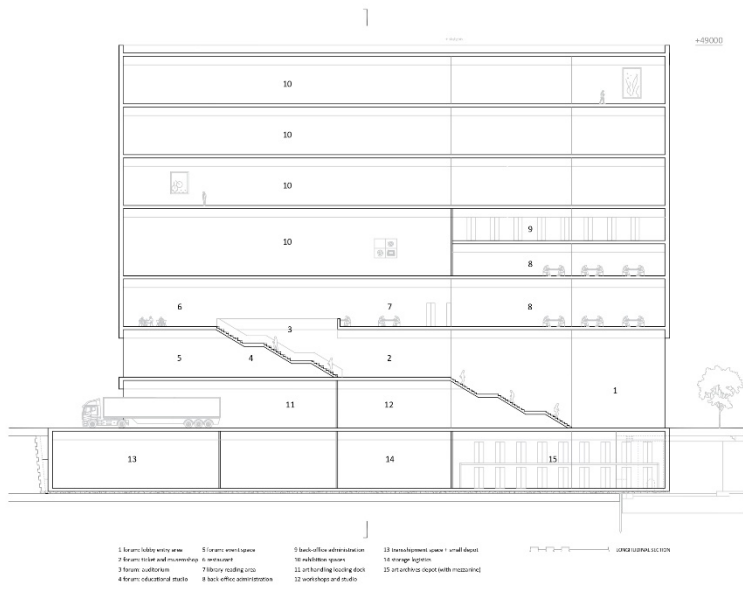 +49000
10
10
10
10
9
8
6
7
8
3
5
4
2
1
11
12
13
14
15
1 forum: lobby entry area
2 forum: ticket and museumshop
3 forum: auditorium
4 forum: educational studio
5 forum: event space
6 restaurant
7 library reading area
8 back-office administration
9 back-office administration
10 exhibition spaces
11 art handling loading dock
12 workshops and studio
13 transshipment space + small depot
14 storage logistics
15 art archives depot (with mezzanine)
LONGITUDINAL SECTION